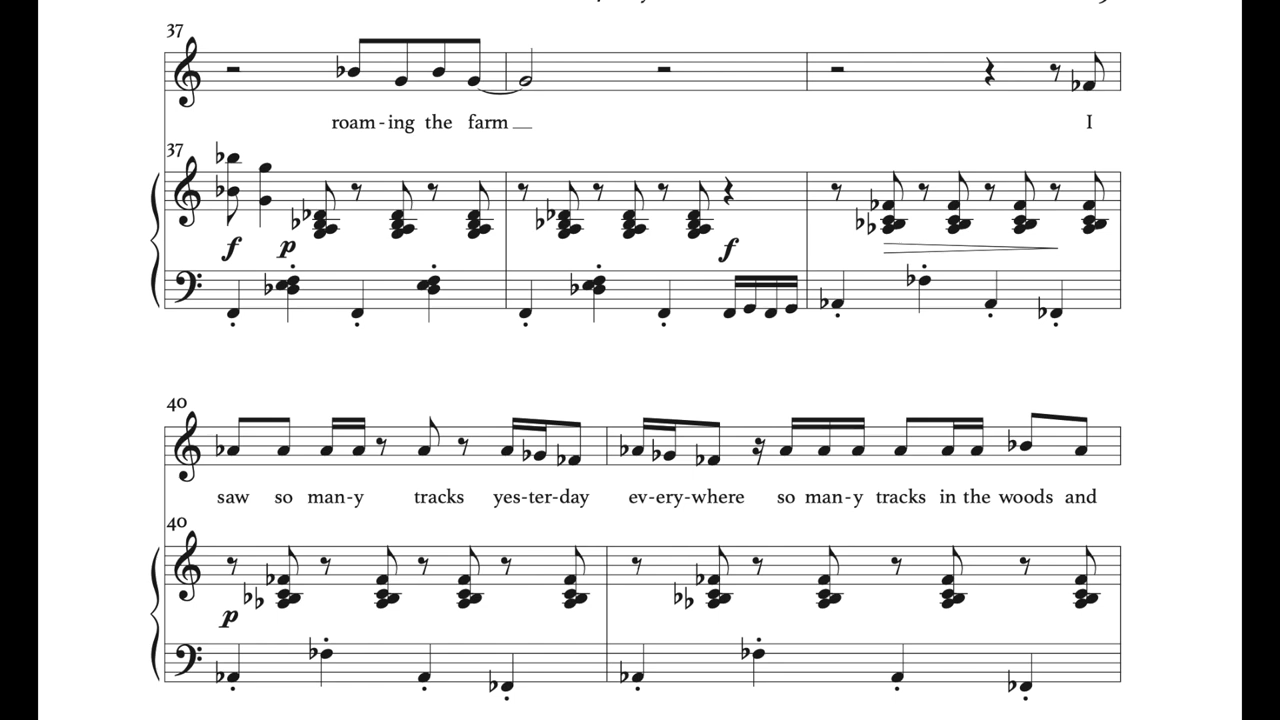 37
roam - ing the farm
I
37
f p f
40
saw so man - y tracks yes - ter - day ev - ery - where so man - y tracks in the woods and
40
p